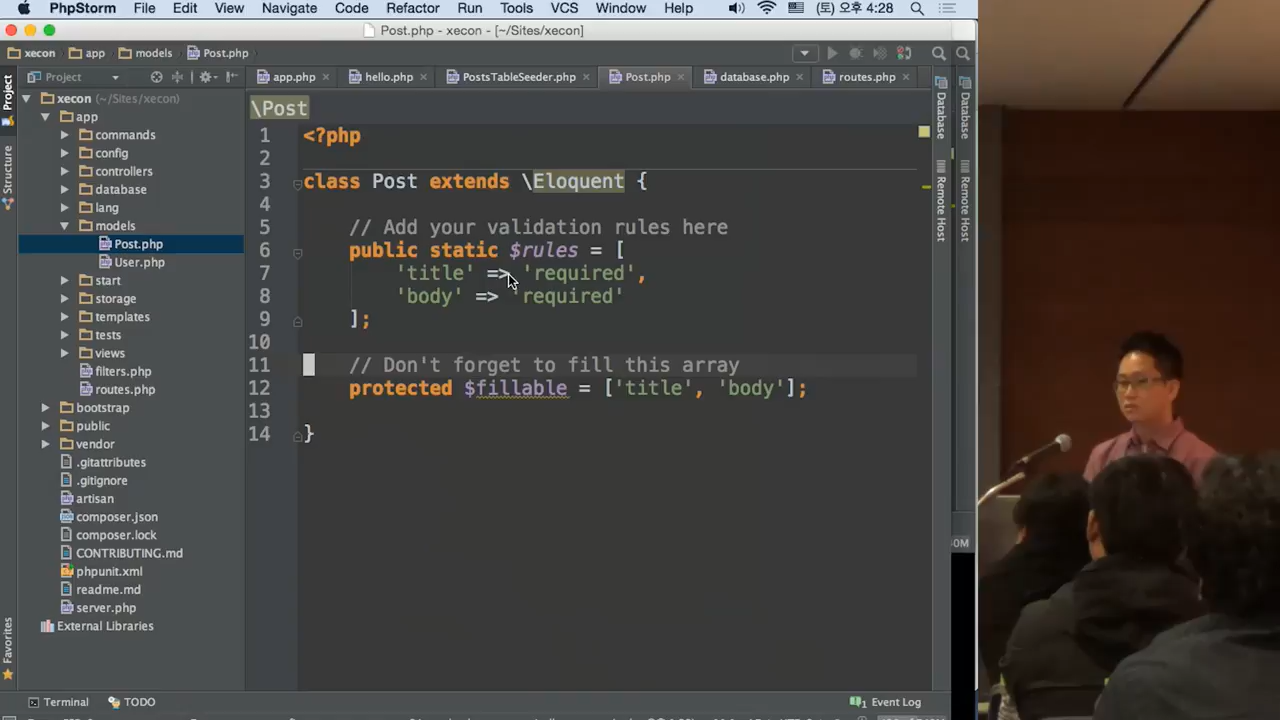 PhpStorm File Edit View Navigate Code Refactor Run Tools VCS Window Help (토) 오후 4:28
Post.php - xecon - [~/Sites/xecon]
xecon app models Post.php
Project app.php hello.php PostsTableSeeder.php Post.php database.php routes.php
Project
Structure
Favorites
xecon (~/Sites/xecon)
app
commands
config
controllers
database
lang
models
Post.php
User.php
start
storage
templates
tests
views
filters.php
routes.php
bootstrap
public
vendor
.gitattributes
.gitignore
artisan
composer.json
composer.lock
CONTRIBUTING.md
phpunit.xml
readme.md
server.php
External Libraries
\Post
1 <?php
2
3 class Post extends \Eloquent {
4
5 // Add your validation rules here
6 public static $rules = [
7 'title' => 'required',
8 'body' => 'required'
9 ];
10
11 // Don't forget to fill this array
12 protected $fillable = ['title', 'body'];
13
14 }
Database
Remote Host
Database
Remote Host
Terminal TODO Event Log